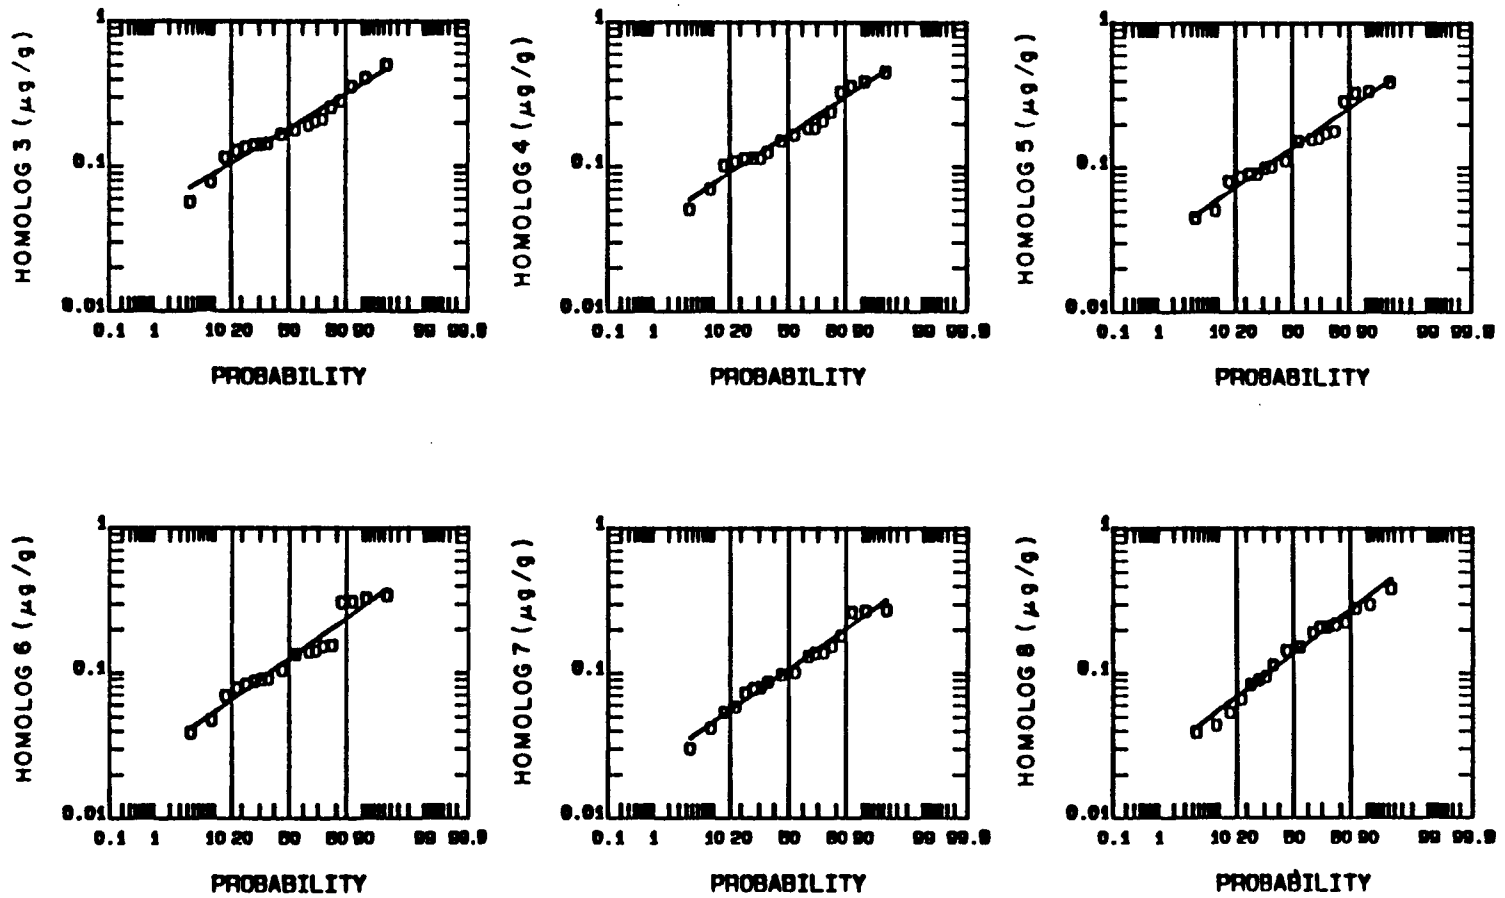 HOMOLOG 3 (µg/g)
1
0.1
0.01
0.1 1 10 20 50 80 90 99 99.9
PROBABILITY
HOMOLOG 4 (µg/g)
1
0.1
0.01
0.1 1 10 20 50 80 90 99 99.9
PROBABILITY
HOMOLOG 5 (µg/g)
1
0.1
0.01
0.1 1 10 20 50 80 90 99 99.9
PROBABILITY
HOMOLOG 6 (µg/g)
1
0.1
0.01
0.1 1 10 20 50 80 90 99 99.9
PROBABILITY
HOMOLOG 7 (µg/g)
1
0.1
0.01
0.1 1 10 20 50 80 90 99 99.9
PROBABILITY
HOMOLOG 8 (µg/g)
1
0.1
0.01
0.1 1 10 20 50 80 90 99 99.9
PROBABILITY